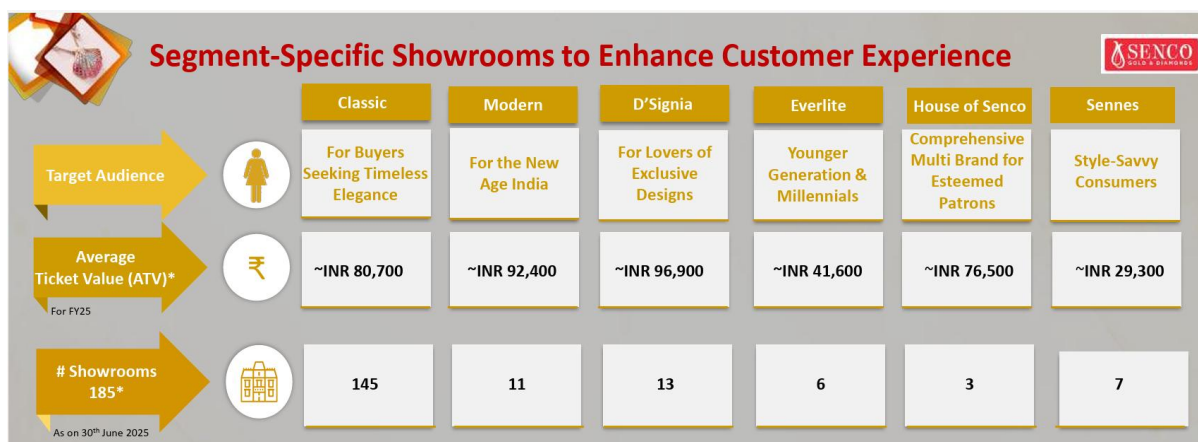 Segment-Specific Showrooms to Enhance Customer Experience
SENCO
GOLD & DIAMONDS
Classic
Modern
D'Signia
Everlite
House of Senco
Sennes
Target Audience
For Buyers
Seeking Timeless
Elegance
For the New
Age India
For Lovers of
Exclusive
Designs
Younger
Generation &
Millennials
Comprehensive
Multi Brand for
Esteemed
Patrons
Style-Savvy
Consumers
Average
Ticket Value (ATV)*
For FY25
₹
~INR 80,700
~INR 92,400
~INR 96,900
~INR 41,600
~INR 76,500
~INR 29,300
# Showrooms
185*
As on 30th June 2025
145
11
13
6
3
7